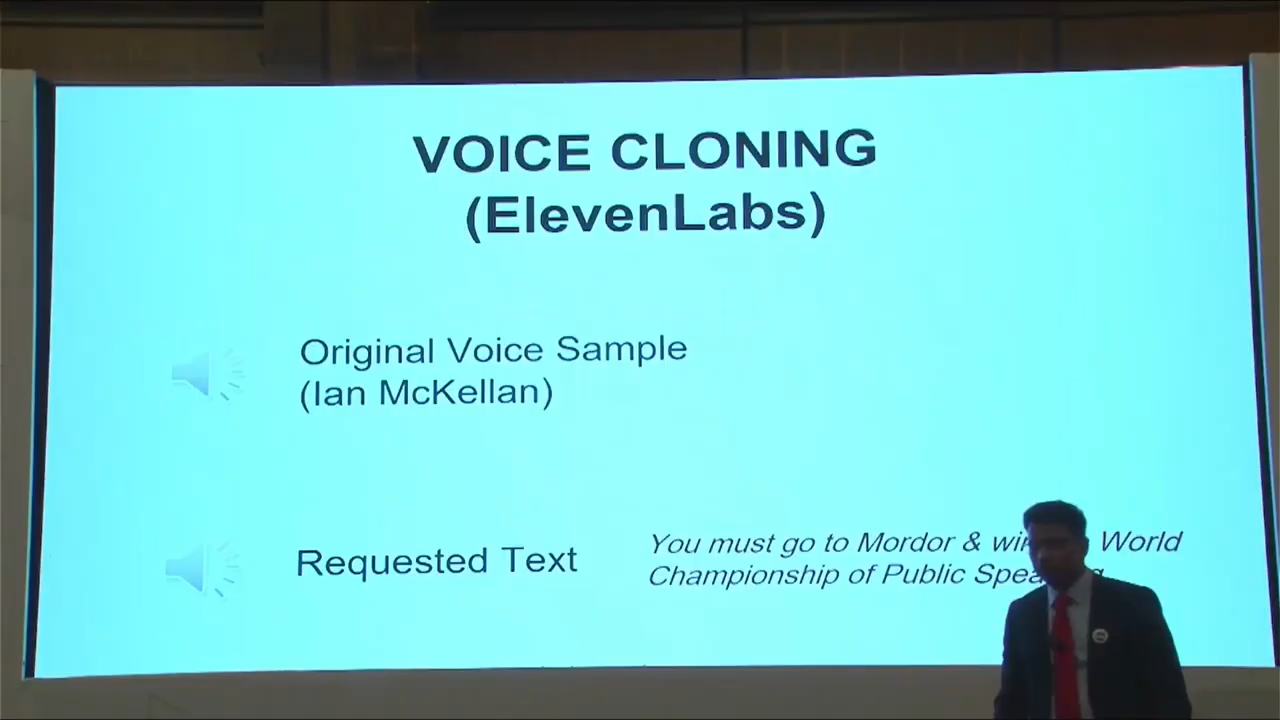 VOICE CLONING
(ElevenLabs)
Original Voice Sample
(Ian McKellan)
Requested Text
You must go to Mordor & World
Championship of Public